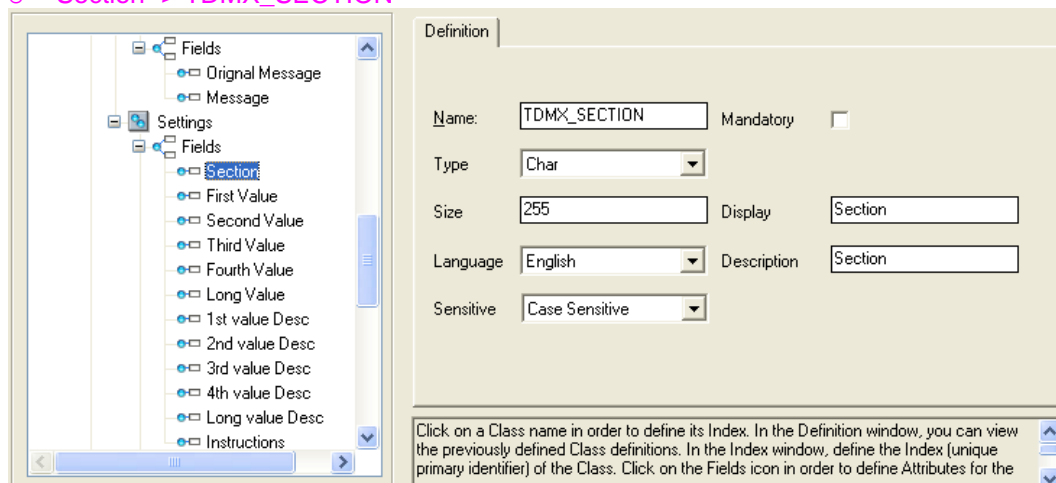 Section -> TDMX_SECTION
Fields
Orignal Message
Message
Settings
Fields
Section
First Value
Second Value
Third Value
Fourth Value
Long Value
1st value Desc
2nd value Desc
3rd value Desc
4th value Desc
Long value Desc
Instructions
Definition
Name: TDMX_SECTION Mandatory
Type Char
Size 255 Display Section
Language English Description Section
Sensitive Case Sensitive
Click on a Class name in order to define its Index. In the Definition window, you can view
the previously defined Class definitions. In the Index window, define the Index (unique
primary identifier) of the Class. Click on the Fields icon in order to define Attributes for the